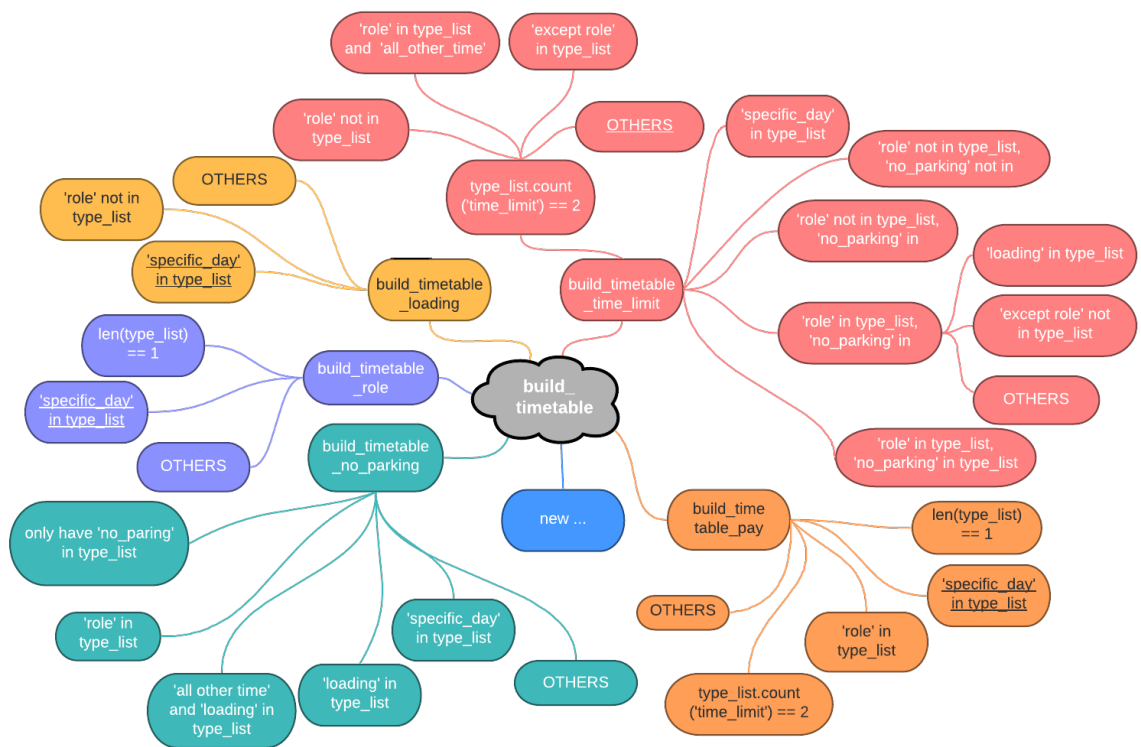 'role' in type_list
and 'all_other_time'
'except role'
in type_list
'role' not in
type_list
OTHERS
type_list.count
('time_limit') == 2
'specific_day'
in type_list
'role' not in type_list,
'no_parking' not in
'role' not in type_list,
'no_parking' in
'role' in type_list,
'no_parking' in
'loading' in type_list
'except role' not
in type_list
OTHERS
'role' in type_list,
'no_parking' in type_list
build_timetable
_time_limit
OTHERS
'role' not in
type_list
'specific_day'
in type_list
build_timetable
_loading
len(type_list)
== 1
'specific_day'
in type_list
OTHERS
build_timetable
_role
build_
timetable
build_timetable
_no_parking
only have 'no_paring'
in type_list
'role' in
type_list
'all other time'
and 'loading' in
type_list
'loading' in
type_list
'specific_day'
in type_list
OTHERS
new ...
build_time
table_pay
len(type_list)
== 1
'specific_day'
in type_list
'role' in
type_list
OTHERS
type_list.count
('time_limit') == 2